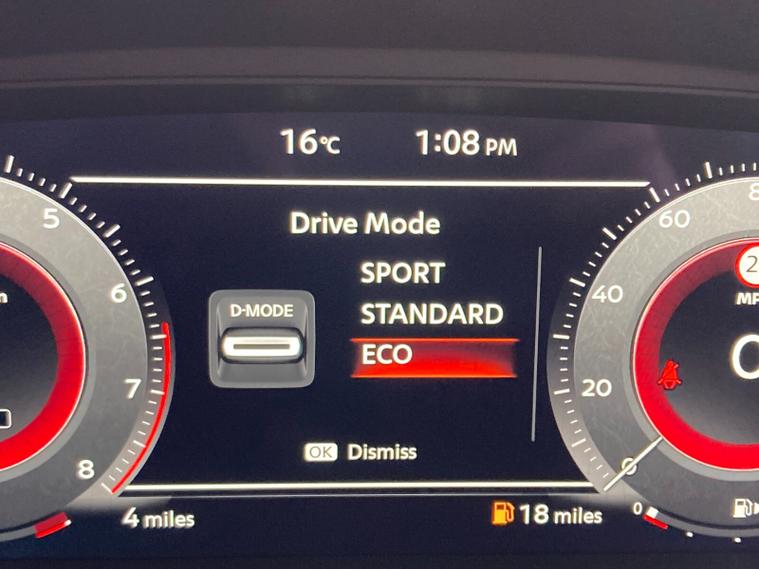 16°C 1:08 PM
Drive Mode
D-MODE
SPORT
STANDARD
ECO
OK Dismiss
5
6
7
8
60
40
20
0
0
4 miles
18 miles